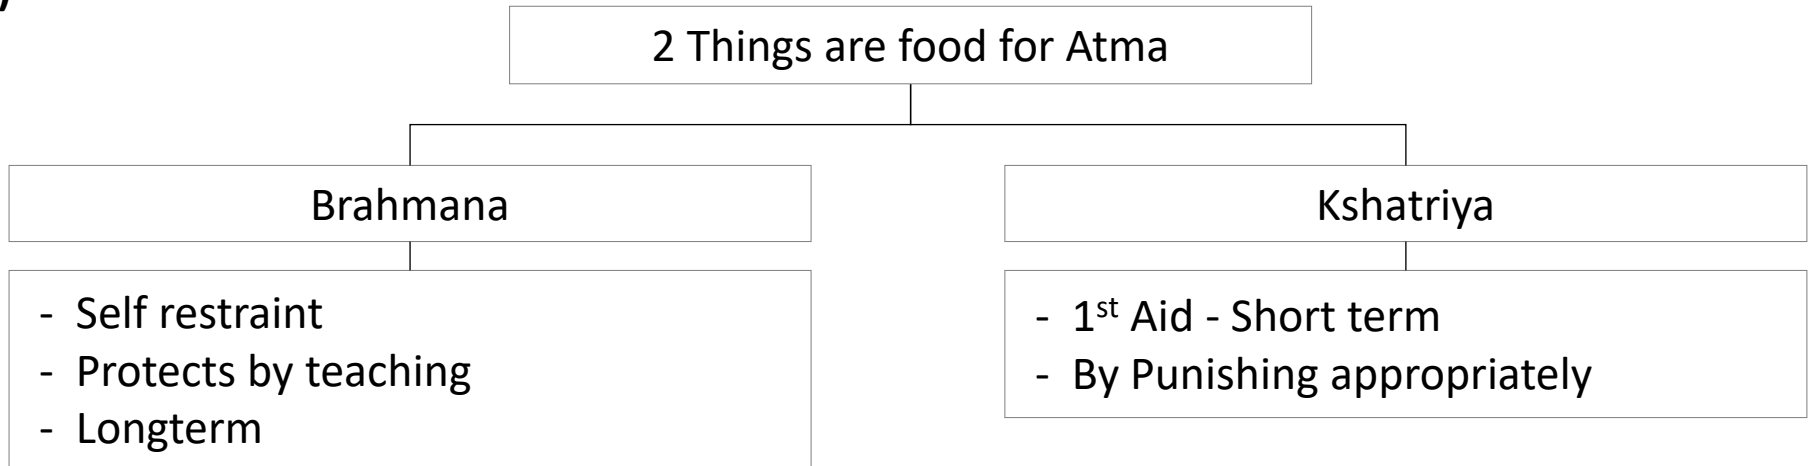 2 Things are food for Atma
Brahmana
Kshatriya
- Self restraint
- Protects by teaching
- Longterm
- 1st Aid - Short term
- By Punishing appropriately